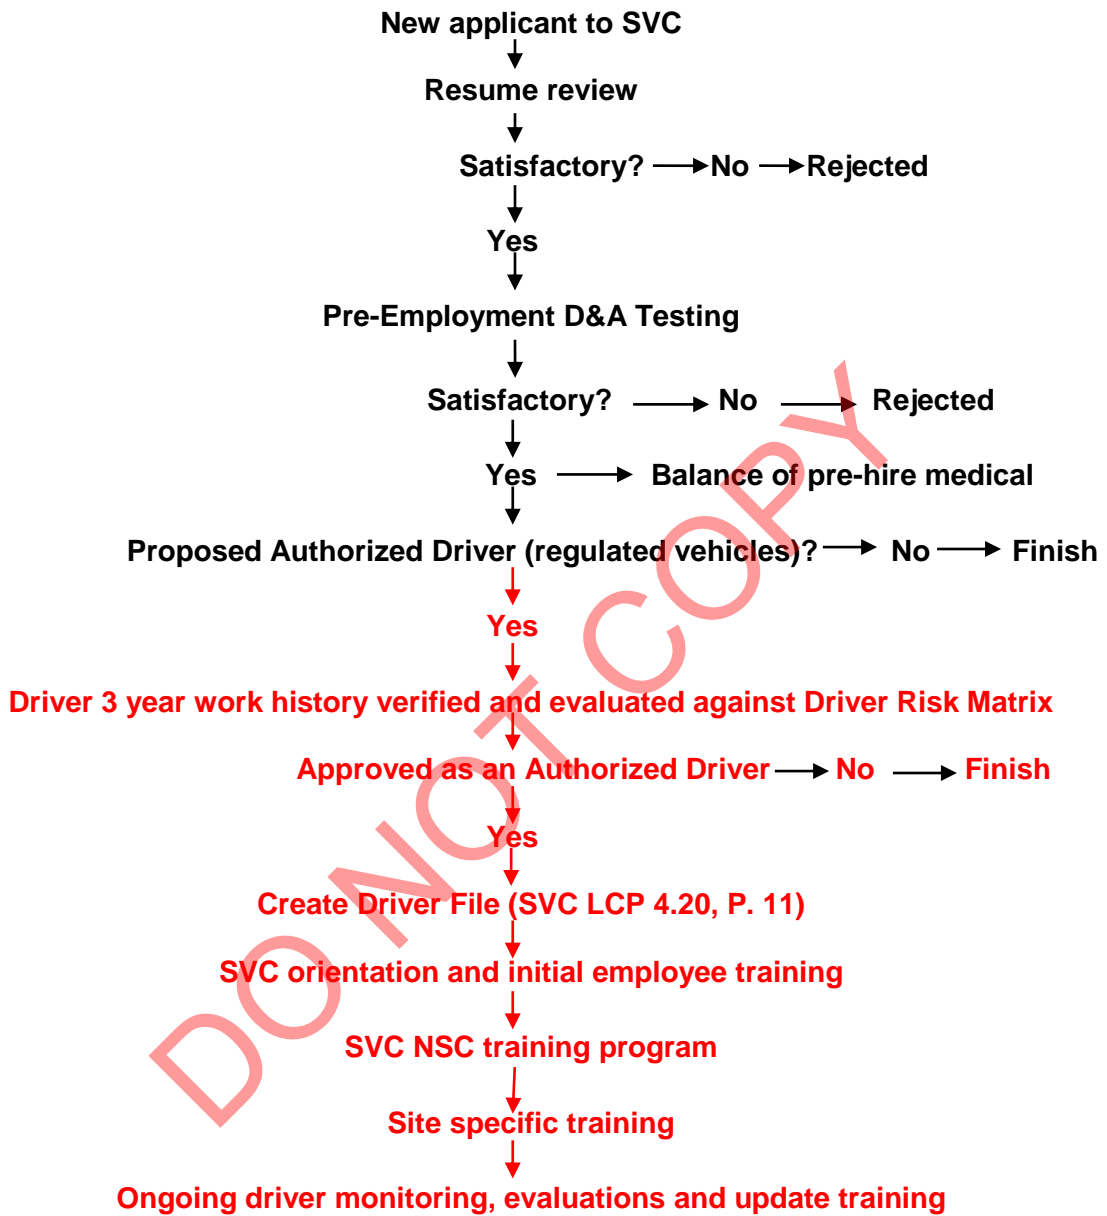 New applicant to SVC
Resume review
Satisfactory? No Rejected
Yes
Pre-Employment D&A Testing
Satisfactory? No Rejected
Yes Balance of pre-hire medical
Proposed Authorized Driver (regulated vehicles)? No Finish
Yes
Driver 3 year work history verified and evaluated against Driver Risk Matrix
Approved as an Authorized Driver No Finish
Yes
Create Driver File (SVC LCP 4.20, P. 11)
SVC orientation and initial employee training
SVC NSC training program
Site specific training
Ongoing driver monitoring, evaluations and update training
DO NOT COPY